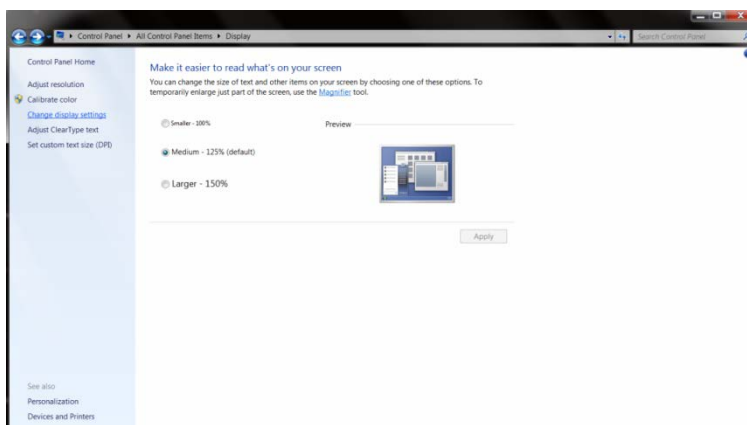 Control Panel ▸ All Control Panel Items ▸ Display
Search Control Panel
Control Panel Home
Adjust resolution
Calibrate color
Change display settings
Adjust ClearType text
Set custom text size (DPI)
See also
Personalization
Devices and Printers
Make it easier to read what's on your screen
You can change the size of text and other items on your screen by choosing one of these options. To
temporarily enlarge just part of the screen, use the Magnifier tool.
Smaller - 100%
Preview
Medium - 125% (default)
Larger - 150%
Apply